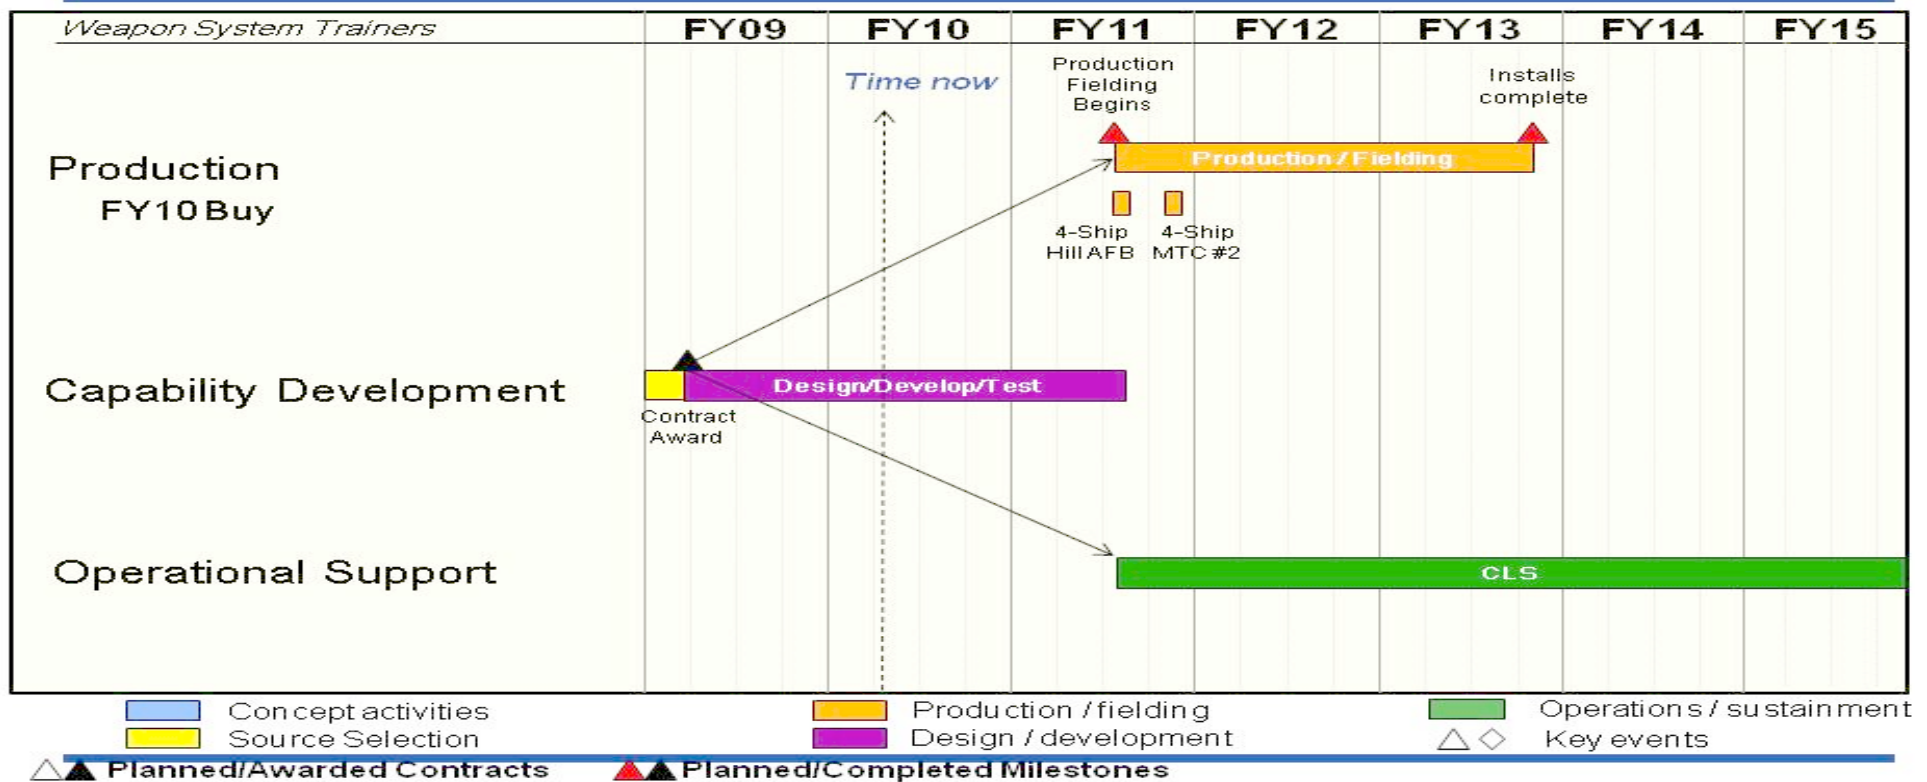 Weapon System Trainers FY09 FY10 FY11 FY12 FY13 FY14 FY15
Time now
Production
Fielding
Begins
Installs
complete
Production
FY10 Buy
Production / Fielding
4-Ship
Hill AFB
4-Ship
MTC #2
Capability Development
Design/Develop/Test
Contract
Award
Operational Support
CLS
Concept activities
Production / fielding
Operations / sustainment
Source Selection
Design / development
Key events
Planned/Awarded Contracts
Planned/Completed Milestones